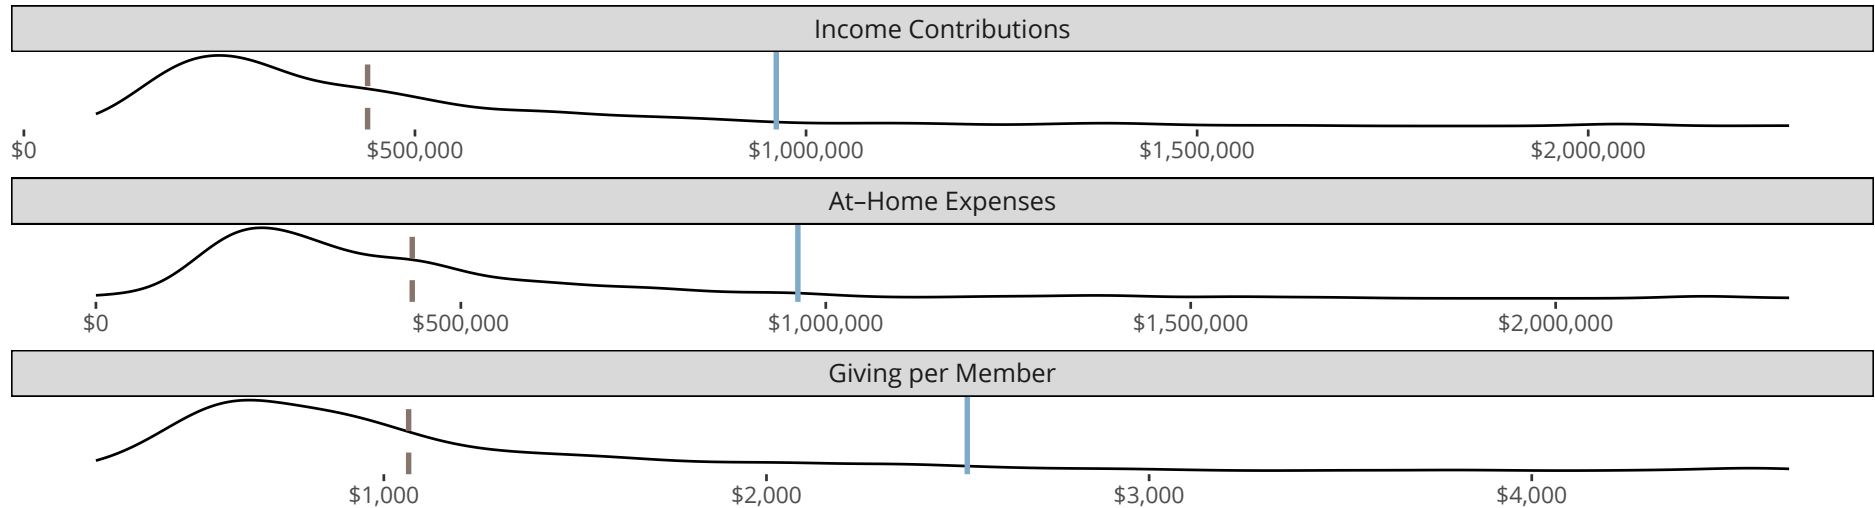 Income Contributions
$0 $500,000 $1,000,000 $1,500,000 $2,000,000
At–Home Expenses
$0 $500,000 $1,000,000 $1,500,000 $2,000,000
Giving per Member
$1,000 $2,000 $3,000 $4,000